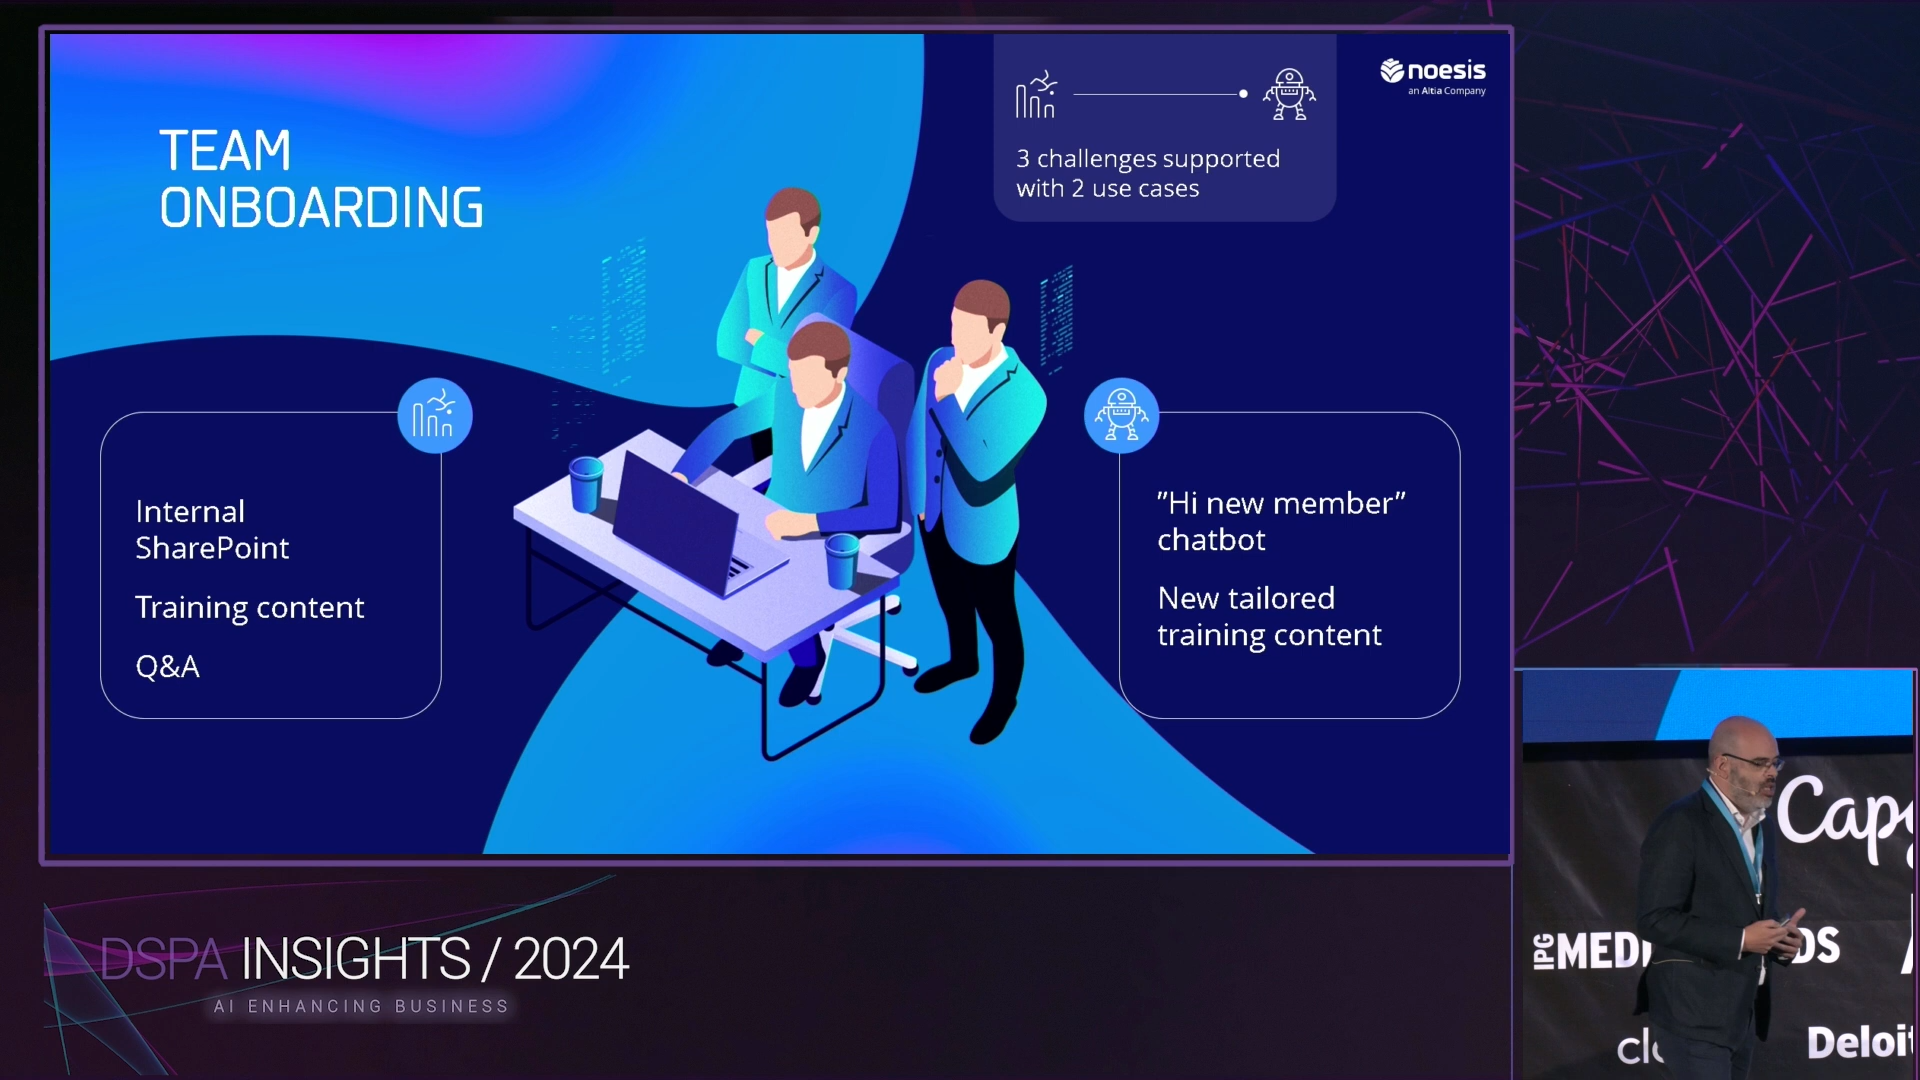 TEAM
ONBOARDING
3 challenges supported
with 2 use cases
noesis
an Altia Company
Internal
SharePoint
Training content
Q&A
"Hi new member"
chatbot
New tailored
training content
DSPA INSIGHTS / 2024
AI ENHANCING BUSINESS
IPG